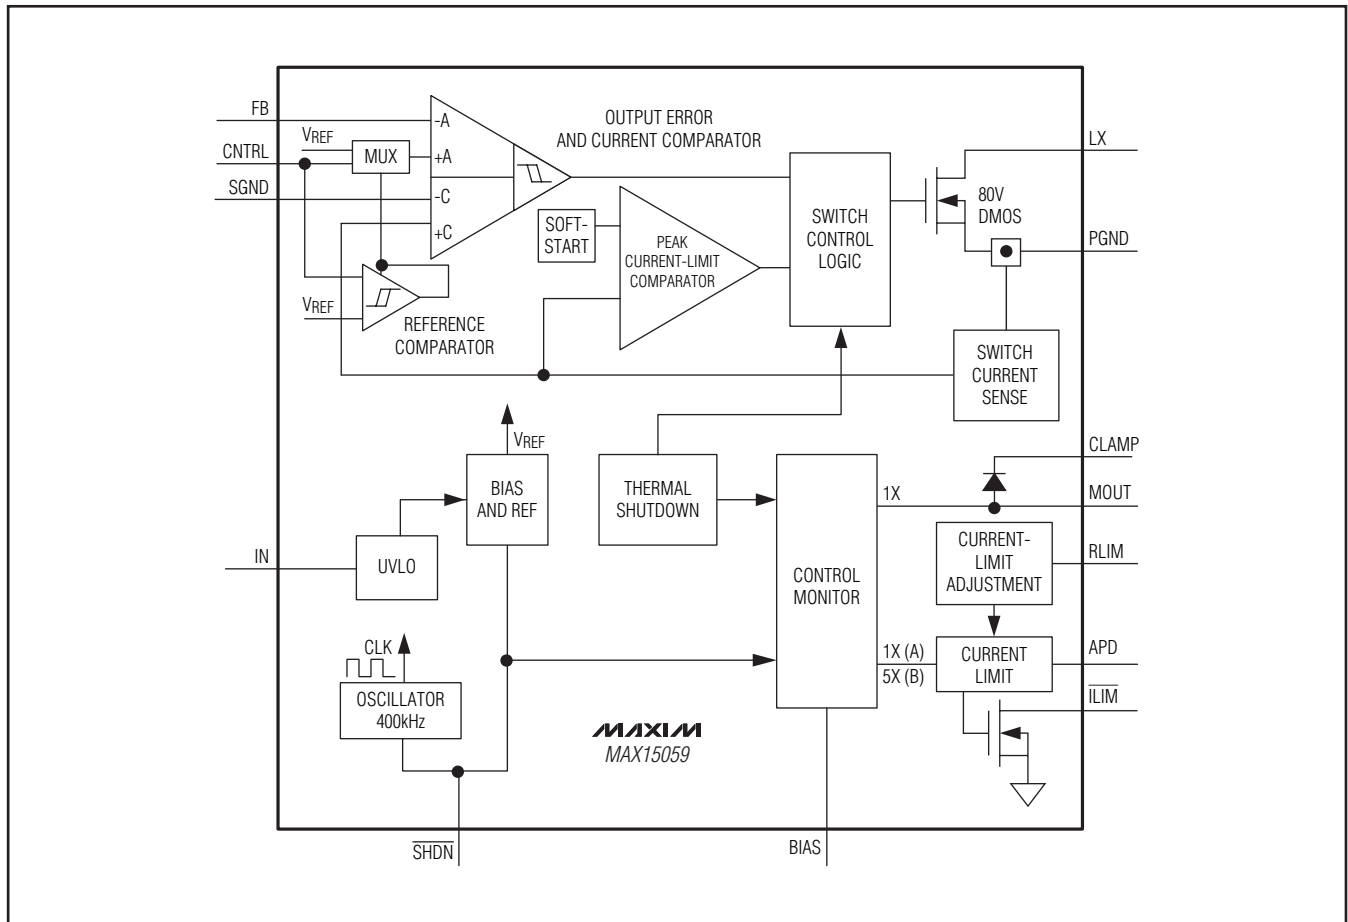 FB
VREF
CNTRL
MUX
SGND
-A
+A
-C
+C
OUTPUT ERROR
AND CURRENT COMPARATOR
LX
80V
DMOS
PGND
SOFT-
START
PEAK
CURRENT-LIMIT
COMPARATOR
SWITCH
CONTROL
LOGIC
VREF
REFERENCE
COMPARATOR
SWITCH
CURRENT
SENSE
VREF
BIAS
AND REF
THERMAL
SHUTDOWN
CLAMP
1X
MOUT
IN
UVLO
CONTROL
MONITOR
CURRENT-
LIMIT
ADJUSTMENT
RLIM
CLK
OSCILLATOR
400kHz
1X (A)
5X (B)
CURRENT
LIMIT
APD
ILIM
MAXIM
MAX15059
SHDN
BIAS